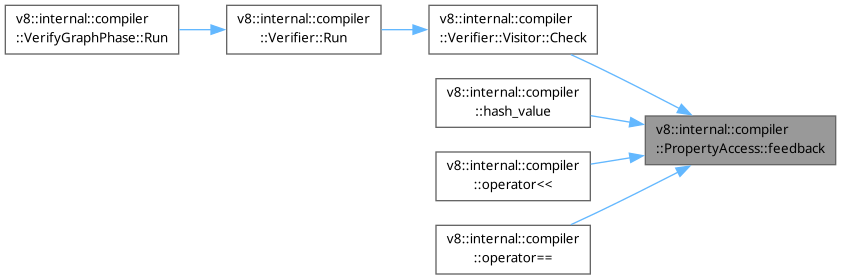 v8::internal::compiler
::VerifyGraphPhase::Run
v8::internal::compiler
::Verifier::Run
v8::internal::compiler
::Verifier::Visitor::Check
v8::internal::compiler
::hash_value
v8::internal::compiler
::PropertyAccess::feedback
v8::internal::compiler
::operator<<
v8::internal::compiler
::operator==